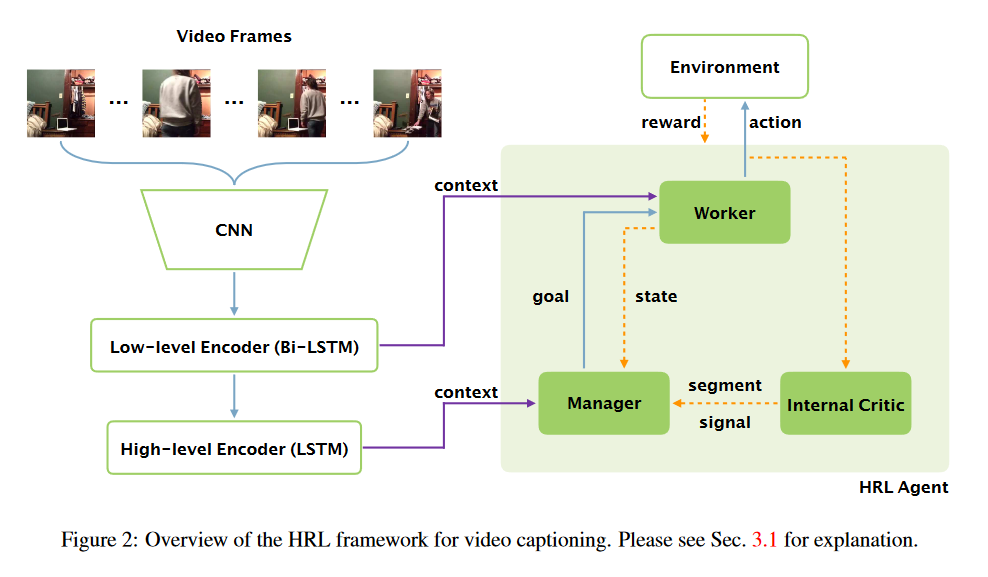 Video Frames
... ... ...
CNN
Low-level Encoder (Bi-LSTM)
High-level Encoder (LSTM)
context
context
Environment
reward
action
Worker
goal
state
Manager
segment
signal
Internal Critic
HRL Agent
Figure 2: Overview of the HRL framework for video captioning. Please see Sec. 3.1 for explanation.